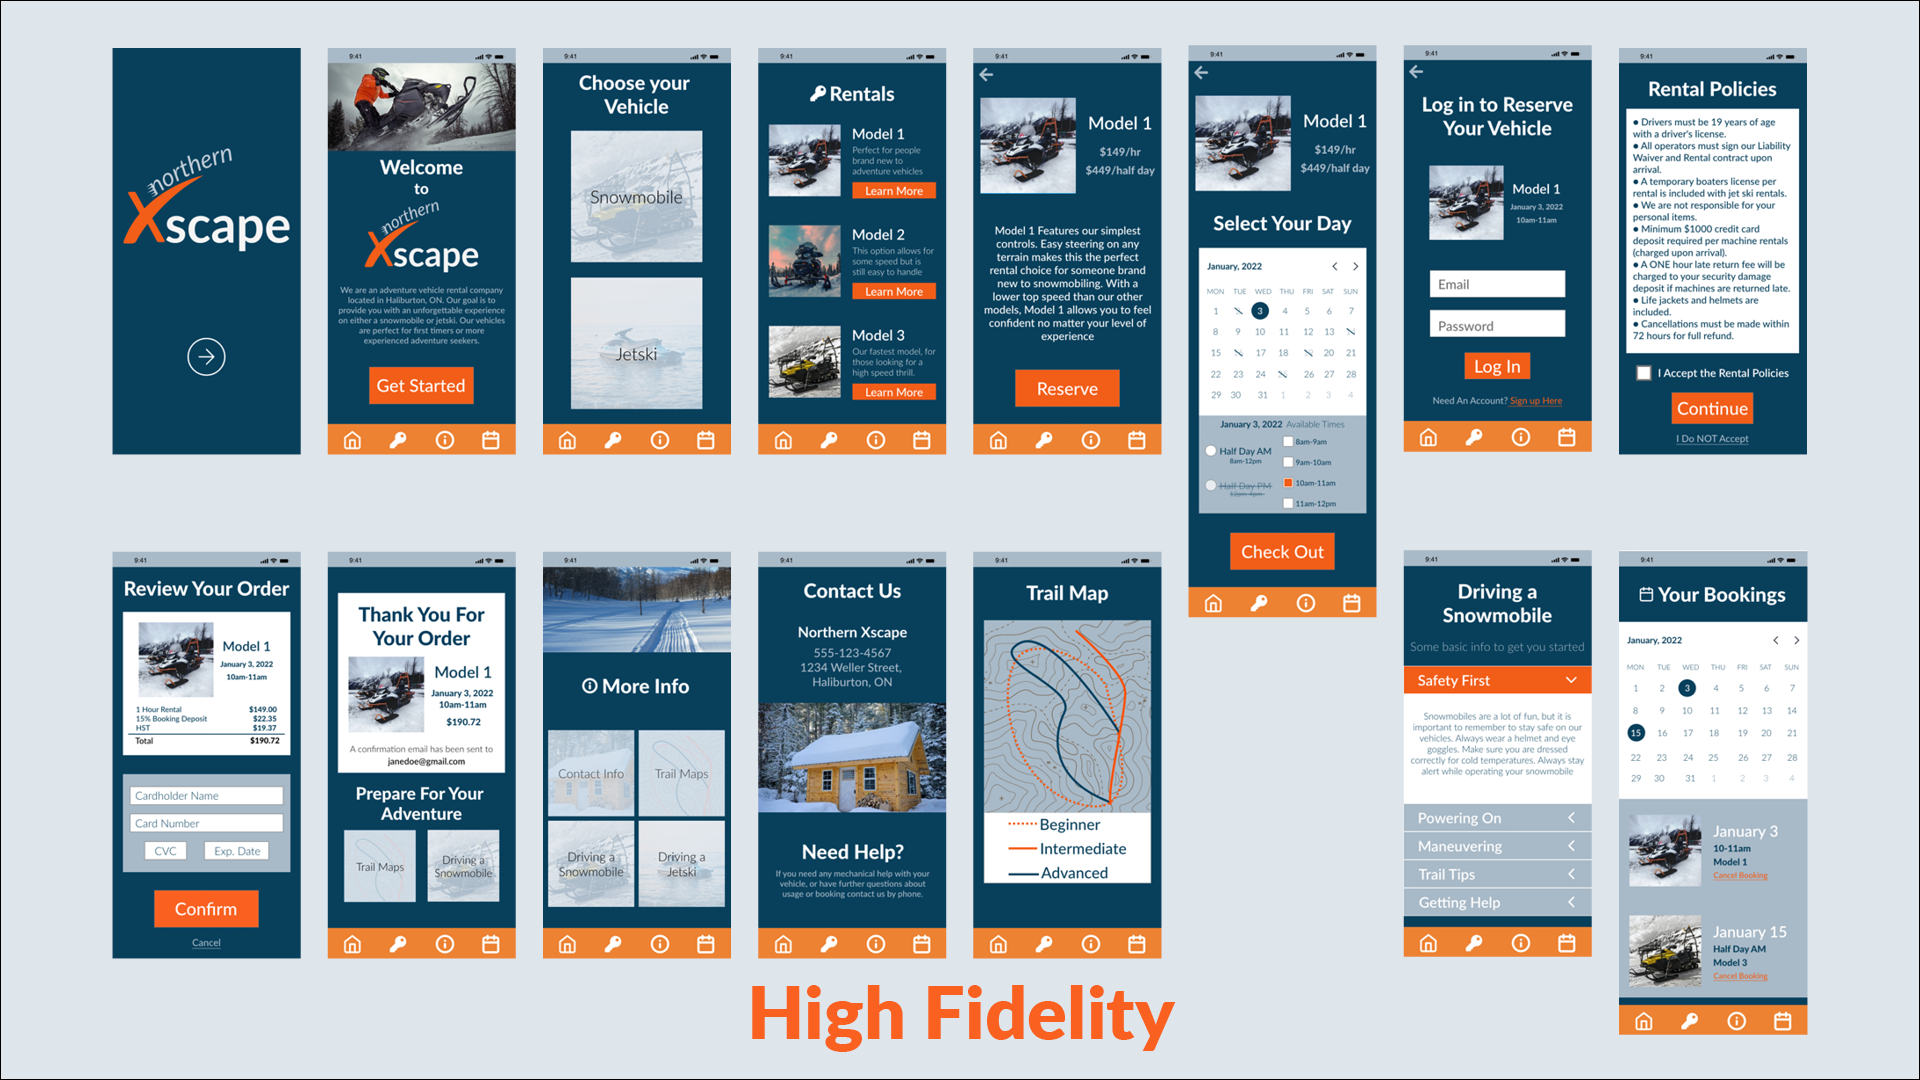 northern
Xscape
9:41
Welcome
to
northern
Xscape
We are an adventure vehicle rental company
located in Haliburton, ON. Our goal is to
provide you with an unforgettable experience
on either a snowmobile or jetski. Our vehicles
are perfect for first timers or more
experienced adventure seekers.
Get Started
9:41
Choose your
Vehicle
Snowmobile
Jetski
9:41
Rentals
Model 1
Perfect for people
brand new to
adventure vehicles
Learn More
Model 2
This option allows for
some speed but is
still easy to handle
Learn More
Model 3
Our fastest model, for
those looking for a
high speed thrill.
Learn More
9:41
Model 1
$149/hr
$449/half day
Model 1 Features our simplest
controls. Easy steering on any
terrain makes this the perfect
rental choice for someone brand
new to snowmobiling. With a
lower top speed than our other
models, Model 1 allows you to feel
confident no matter your level of
experience
Reserve
9:41
Model 1
$149/hr
$449/half day
Select Your Day
January, 2022
MON TUE WED THU FRI SAT SUN
1 3 4 5 6 7
8 9 10 11 12 13
15 17 18 20 21
22 23 24 26 27 28
29 30 31 1 2 3 4
January 3, 2022 Available Times
Half Day AM
8am-12pm
Half Day PM
12pm-4pm
8am-9am
9am-10am
10am-11am
11am-12pm
Check Out
9:41
Log in to Reserve
Your Vehicle
Model 1
January 3, 2022
10am-11am
Email
Password
Log In
Need An Account? Sign up Here
9:41
Rental Policies
● Drivers must be 19 years of age
with a driver's license.
● All operators must sign our Liability
Waiver and Rental contract upon
arrival.
● A temporary boaters license per
rental is included with jet ski rentals.
● We are not responsible for your
personal items.
● Minimum $1000 credit card
deposit required per machine rentals
(charged upon arrival).
● A ONE hour late return fee will be
charged to your security damage
deposit if machines are returned late.
● Life jackets and helmets are
included.
● Cancellations must be made within
72 hours for full refund.
I Accept the Rental Policies
Continue
I Do NOT Accept
9:41
Review Your Order
Model 1
January 3, 2022
10am-11am
1 Hour Rental $149.00
15% Booking Deposit $22.35
HST $19.37
Total $190.72
Cardholder Name
Card Number
CVC Exp. Date
Confirm
Cancel
9:41
Thank You For
Your Order
Model 1
January 3, 2022
10am-11am
$190.72
A confirmation email has been sent to
janedoe@gmail.com
Prepare For Your
Adventure
Trail Maps
Driving a
Snowmobile
9:41
More Info
Contact Info
Trail Maps
Driving a
Snowmobile
Driving a
Jetski
9:41
Contact Us
Northern Xscape
555-123-4567
1234 Weller Street,
Haliburton, ON
Need Help?
If you need any mechanical help with your
vehicle, or have further questions about
usage or booking contact us by phone.
9:41
Trail Map
Beginner
Intermediate
Advanced
9:41
Driving a
Snowmobile
Some basic info to get you started
Safety First
Snowmobiles are a lot of fun, but it is
important to remember to stay safe on our
vehicles. Always wear a helmet and eye
goggles. Make sure you are dressed
correctly for cold temperatures. Always stay
alert while operating your snowmobile
Powering On
Maneuvering
Trail Tips
Getting Help
9:41
Your Bookings
January, 2022
MON TUE WED THU FRI SAT SUN
1 2 3 4 5 6 7
8 9 10 11 12 13 14
15 16 17 18 19 20 21
22 23 24 25 26 27 28
29 30 31 1 2 3 4
January 3
10-11am
Model 1
Cancel Booking
January 15
Half Day AM
Model 3
Cancel Booking
High Fidelity